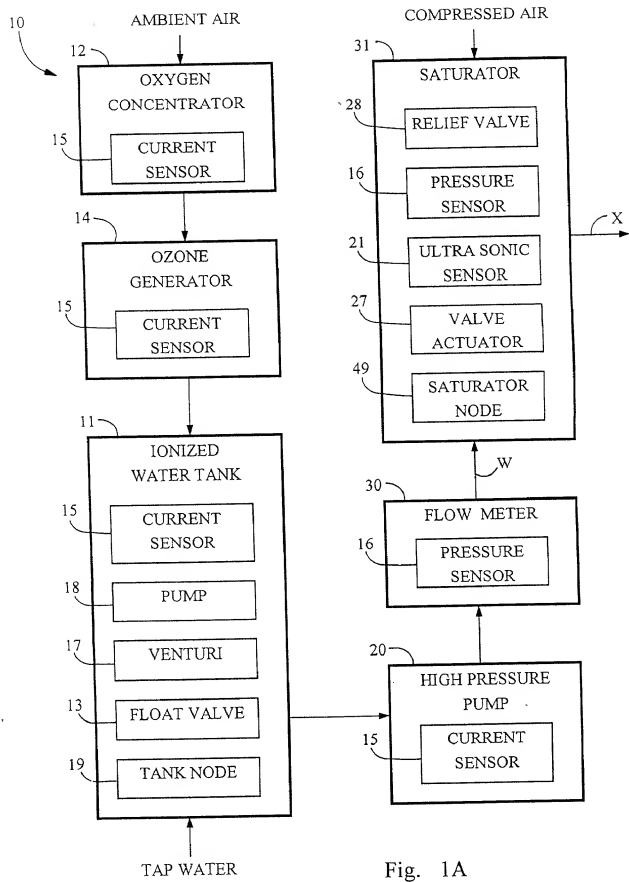 10
AMBIENT AIR
12
OXYGEN
CONCENTRATOR
15
CURRENT
SENSOR
14
OZONE
GENERATOR
15
CURRENT
SENSOR
11
IONIZED
WATER TANK
15
CURRENT
SENSOR
18
PUMP
17
VENTURI
13
FLOAT VALVE
19
TANK NODE
TAP WATER
COMPRESSED AIR
31
SATURATOR
28
RELIEF VALVE
16
PRESSURE
SENSOR
21
ULTRA SONIC
SENSOR
27
VALVE
ACTUATOR
49
SATURATOR
NODE
X
W
30
FLOW METER
16
PRESSURE
SENSOR
20
HIGH PRESSURE
PUMP
15
CURRENT
SENSOR
Fig. 1A